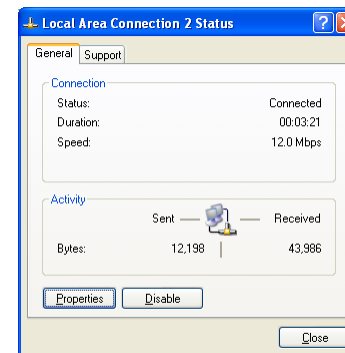 Local Area Connection 2 Status
General Support
Connection
Status: Connected
Duration: 00:03:21
Speed: 12.0 Mbps
Activity
Sent Received
Bytes: 12,198 43,986
Properties Disable
Close